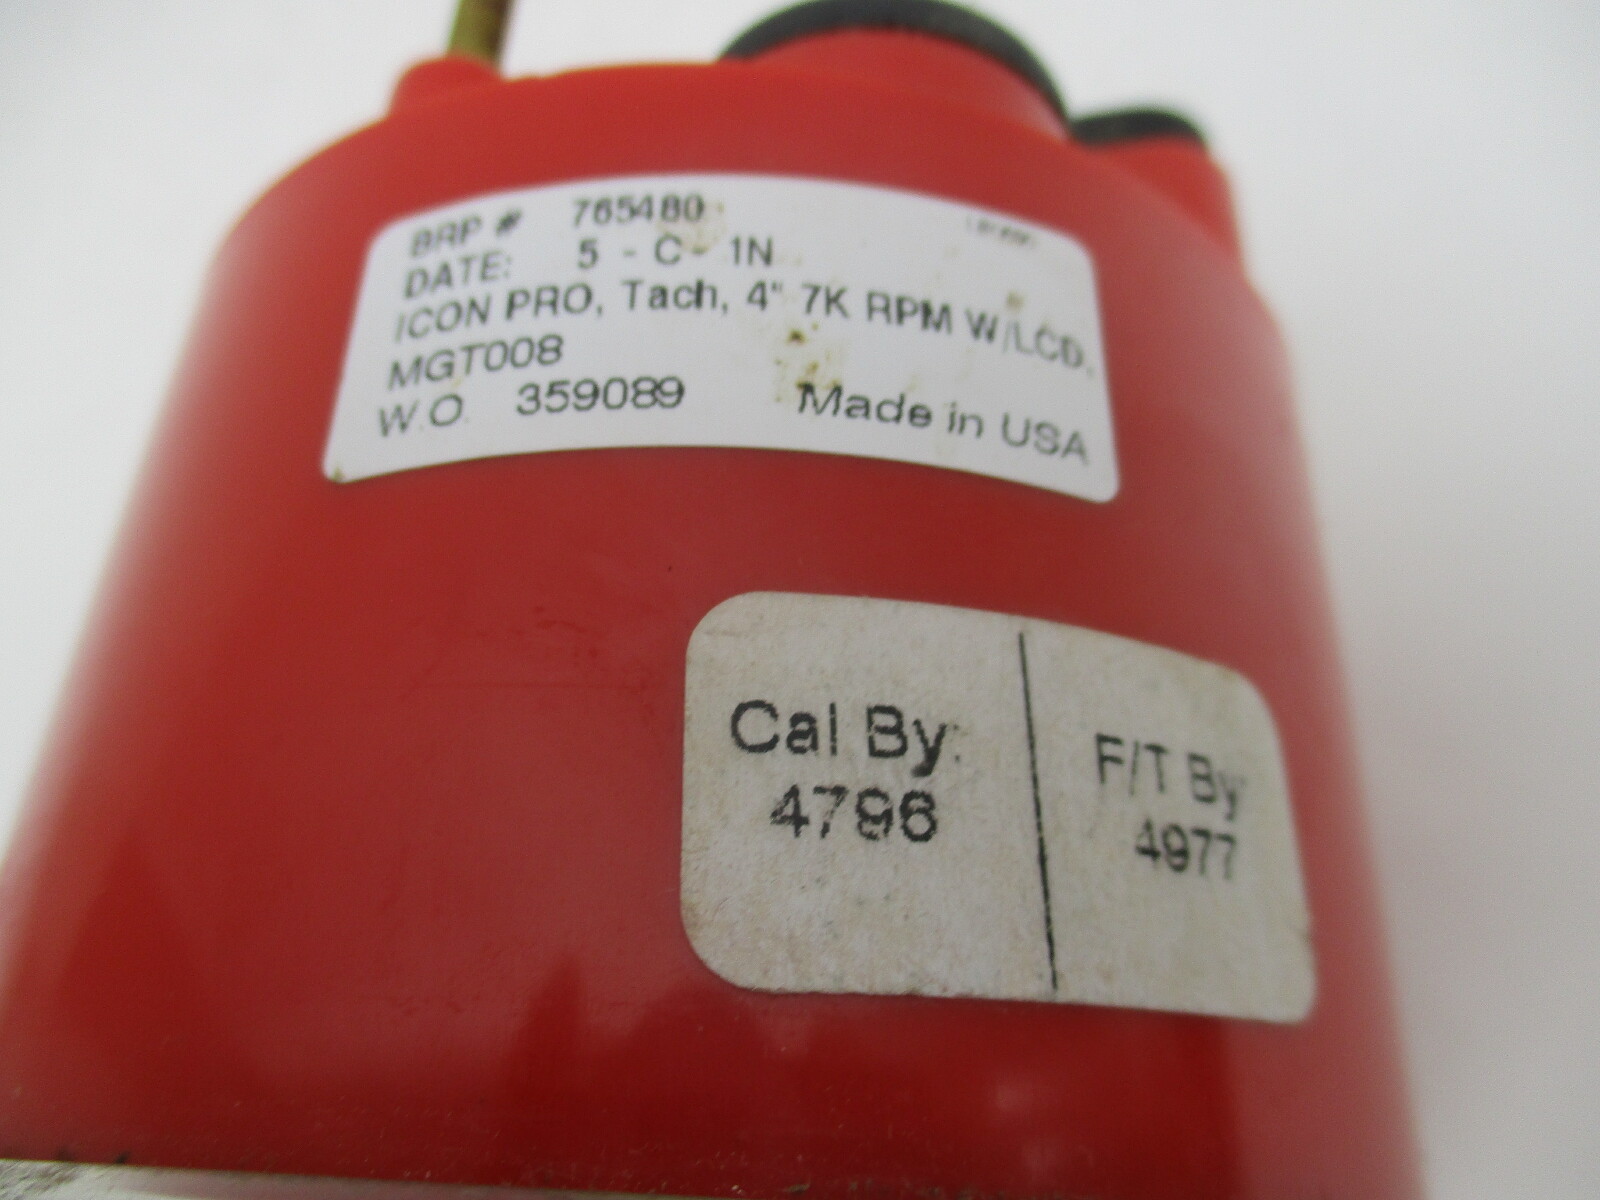 BRP # 765480
DATE: 5 - C - 1N
ICON PRO, Tach, 4" 7K RPM W/LCD,
MGT008
W.O. 359089 Made in USA
Cal By:
4796
F/T By
4977